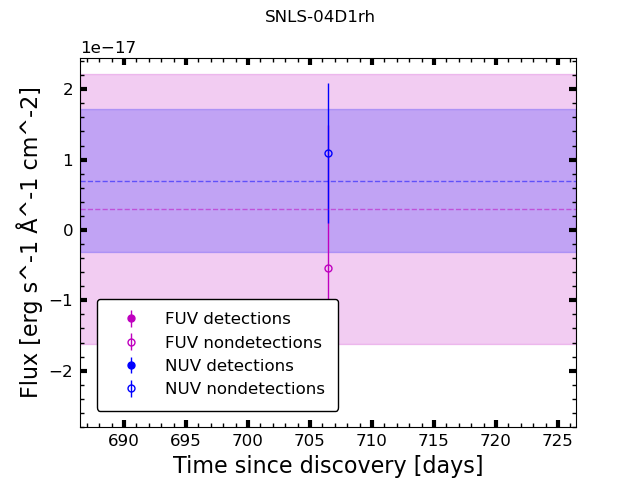 SNLS-04D1rh
1e−17
2
1
0
−1
−2
Flux [erg s^-1 Å^-1 cm^-2]
FUV detections
FUV nondetections
NUV detections
NUV nondetections
690 695 700 705 710 715 720 725
Time since discovery [days]